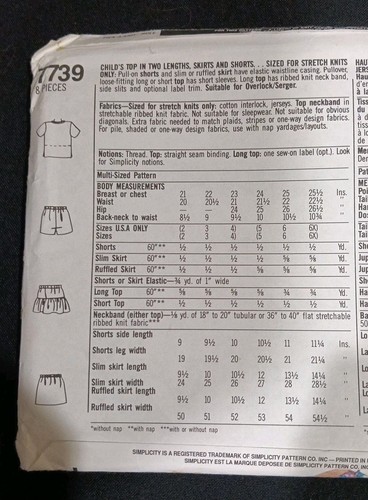 7739
8 PIECES
CHILD'S TOP IN TWO LENGTHS, SKIRTS AND SHORTS. . . SIZED FOR STRETCH KNITS
ONLY: Pull-on shorts and slim or ruffled skirt have elastic waistline casing. Pullover,
loose-fitting long or short top has short sleeves. Long top has ribbed knit neck band,
side slits and optional label trim. Suitable for Overlock/Serger.
Fabrics—Sized for stretch knits only: cotton interlock, jerseys. Top neckband in
stretchable ribbed knit fabric. Not suitable for sleepwear. Not suitable for obvious
diagonals. Extra fabric needed to match plaids, stripes or one-way design fabrics.
For pile, shaded or one-way design fabrics, use with nap yardages/layouts.
Notions: Thread. Top: straight seam binding. Long top: one sew-on label (opt.). Look
for Simplicity notions.
Multi-Sized Pattern
BODY MEASUREMENTS
Breast or chest 21 22 23 24 25 25½ Ins.
Waist 20 20½ 21 21½ 22 22½ "
Hip — — 24 25 26 26½ "
Back-neck to waist 8½ 9 9½ 10 10½ 10¾ "
Sizes U.S.A ONLY (2 3 4) (5 6 6X)
Sizes (2 3 4) (5 6 6X)
Shorts 60"** ½ ½ ½ ½ ½ ½ Yd.
Slim Skirt 60"** ½ ½ ½ ½ ⅝ ⅝ Yd.
Ruffled Skirt 60"** ½ ½ ½ ⅝ ⅝ ⅝ Yd.
Shorts or Skirt Elastic—¾ yd. of 1" wide
Long Top 60"** ⅝ ⅝ ⅝ ⅝ ¾ ¾ Yd.
Short Top 60"** ½ ½ ½ ½ ½ ⅝ Yd.
Neckband (either top)—⅛ yd. of 18" to 20" tubular or 36" to 40" flat stretchable
ribbed knit fabric***
Shorts side length 9 9½ 10 10½ 11 11¼ Ins.
Shorts leg width 19 19½ 20 20½ 21 21¼ "
Slim skirt length 9½ 10½ 10½ 12 13½ 14¼ "
Slim skirt width 24 25 26 27 28 28½ "
Ruffled skirt length 9½ 10 10½ 12 13½ 14¼ "
Ruffled skirt width 50 51 52 53 54 54½ "
*without nap **with nap ***with or without nap
SIMPLICITY IS A REGISTERED TRADEMARK OF SIMPLICITY PATTERN CO. INC — PRINTED IN
SIMPLICITY EST LA MARQUE DEPOSEE DE SIMPLICITY PATTERN CO. INC